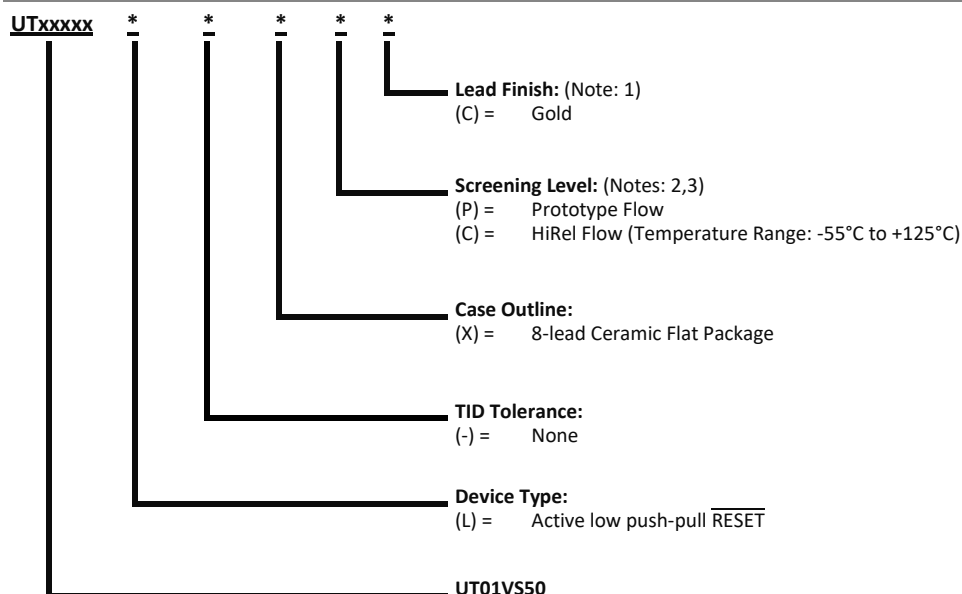 UTxxxxx * * * * *
Lead Finish: (Note: 1)
(C) = Gold
Screening Level: (Notes: 2,3)
(P) = Prototype Flow
(C) = HiRel Flow (Temperature Range: -55°C to +125°C)
Case Outline:
(X) = 8-lead Ceramic Flat Package
TID Tolerance:
(-) = None
Device Type:
(L) = Active low push-pull R̅E̅S̅E̅T̅
UT01VS50